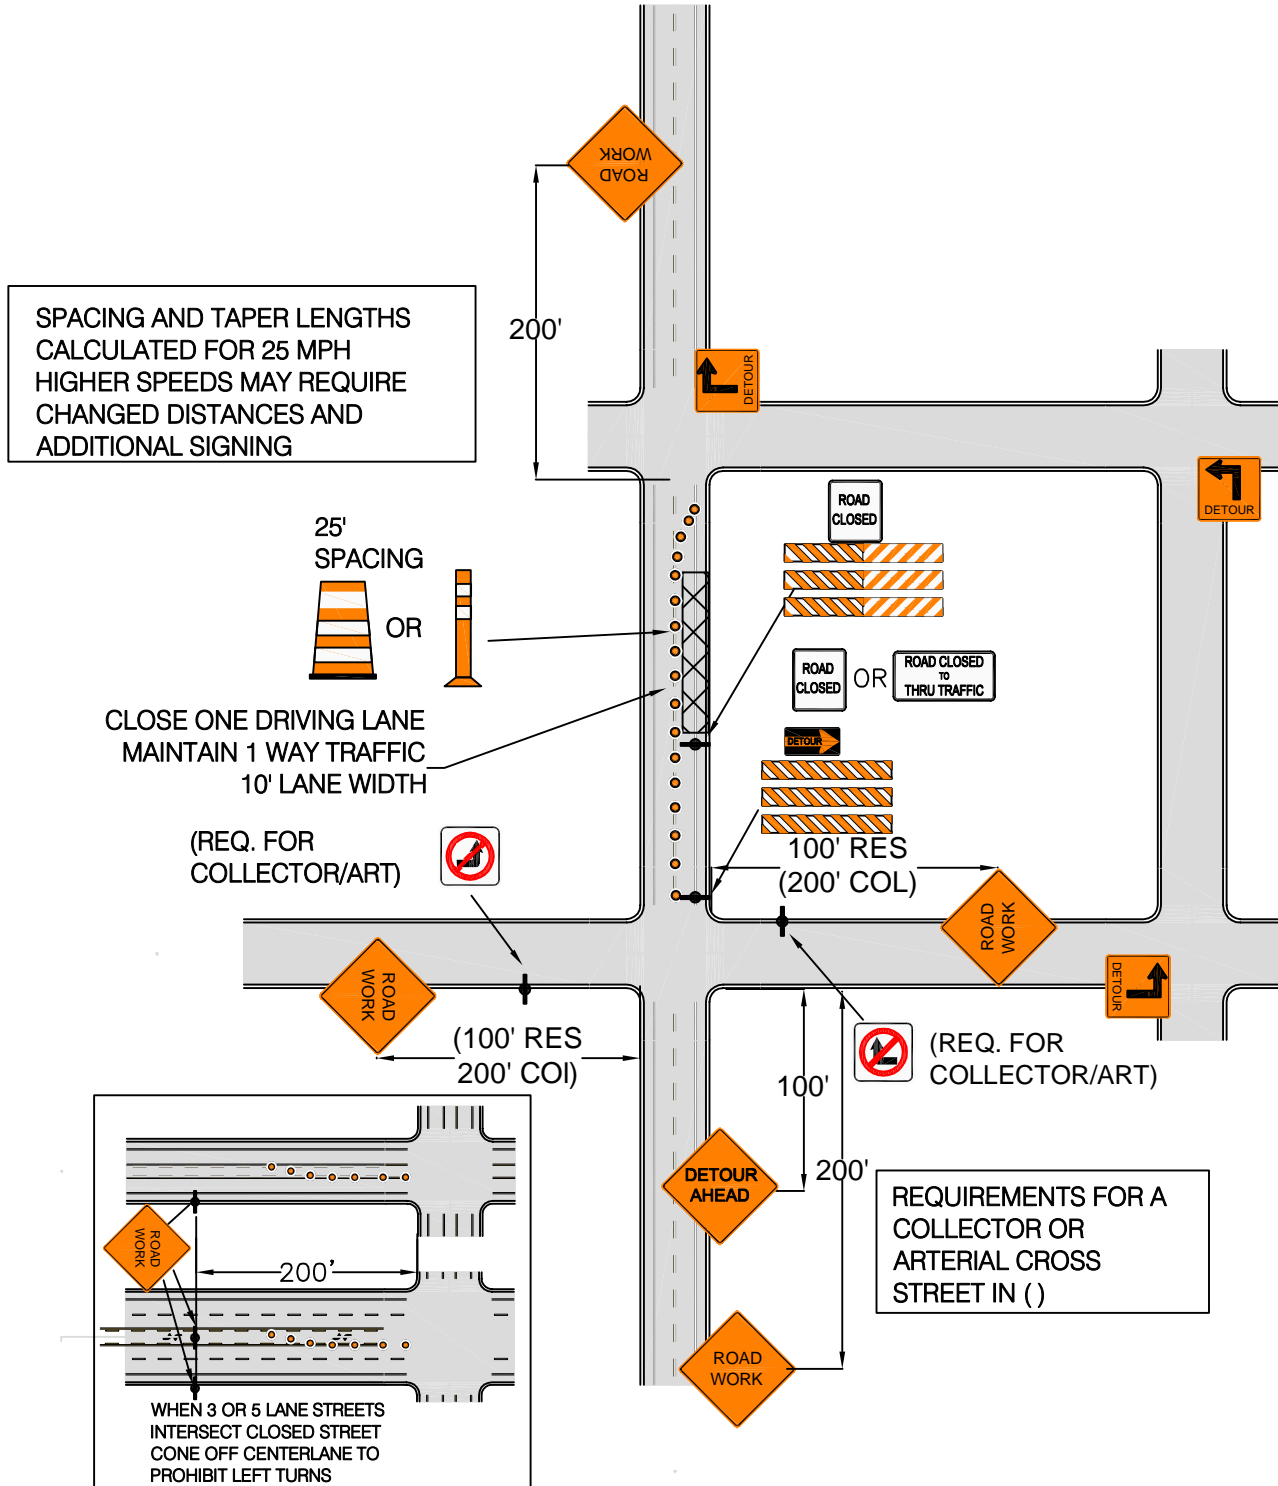 ROAD
WORK
SPACING AND TAPER LENGTHS
CALCULATED FOR 25 MPH
HIGHER SPEEDS MAY REQUIRE
CHANGED DISTANCES AND
ADDITIONAL SIGNING
200'
DETOUR
DETOUR
ROAD
CLOSED
25'
SPACING
OR
ROAD
CLOSED
OR
ROAD CLOSED
TO
THRU TRAFFIC
DETOUR
CLOSE ONE DRIVING LANE
MAINTAIN 1 WAY TRAFFIC
10' LANE WIDTH
(REQ. FOR
COLLECTOR/ART)
100' RES
(200' COL)
ROAD
WORK
ROAD
WORK
DETOUR
(100' RES
200' COl)
(REQ. FOR
COLLECTOR/ART)
100'
200'
DETOUR
AHEAD
REQUIREMENTS FOR A
COLLECTOR OR
ARTERIAL CROSS
STREET IN ( )
ROAD
WORK
ROAD
WORK
200'
WHEN 3 OR 5 LANE STREETS
INTERSECT CLOSED STREET
CONE OFF CENTERLANE TO
PROHIBIT LEFT TURNS